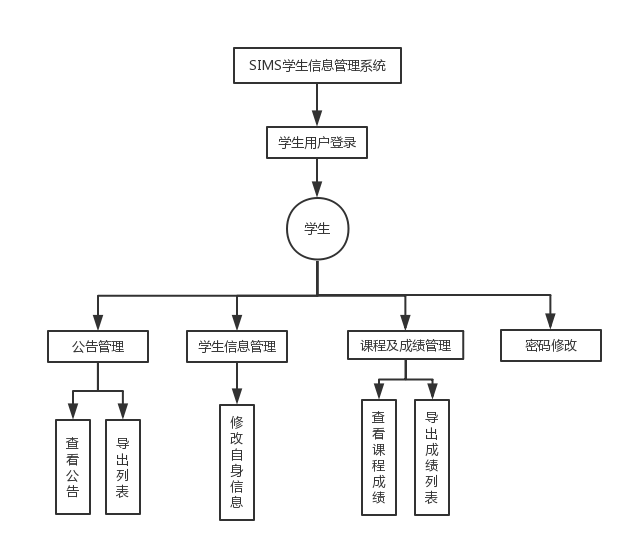 SIMS学生信息管理系统
学生用户登录
学生
公告管理
学生信息管理
课程及成绩管理
密码修改
查看公告
导出列表
修改自身信息
查看课程成绩
导出成绩列表